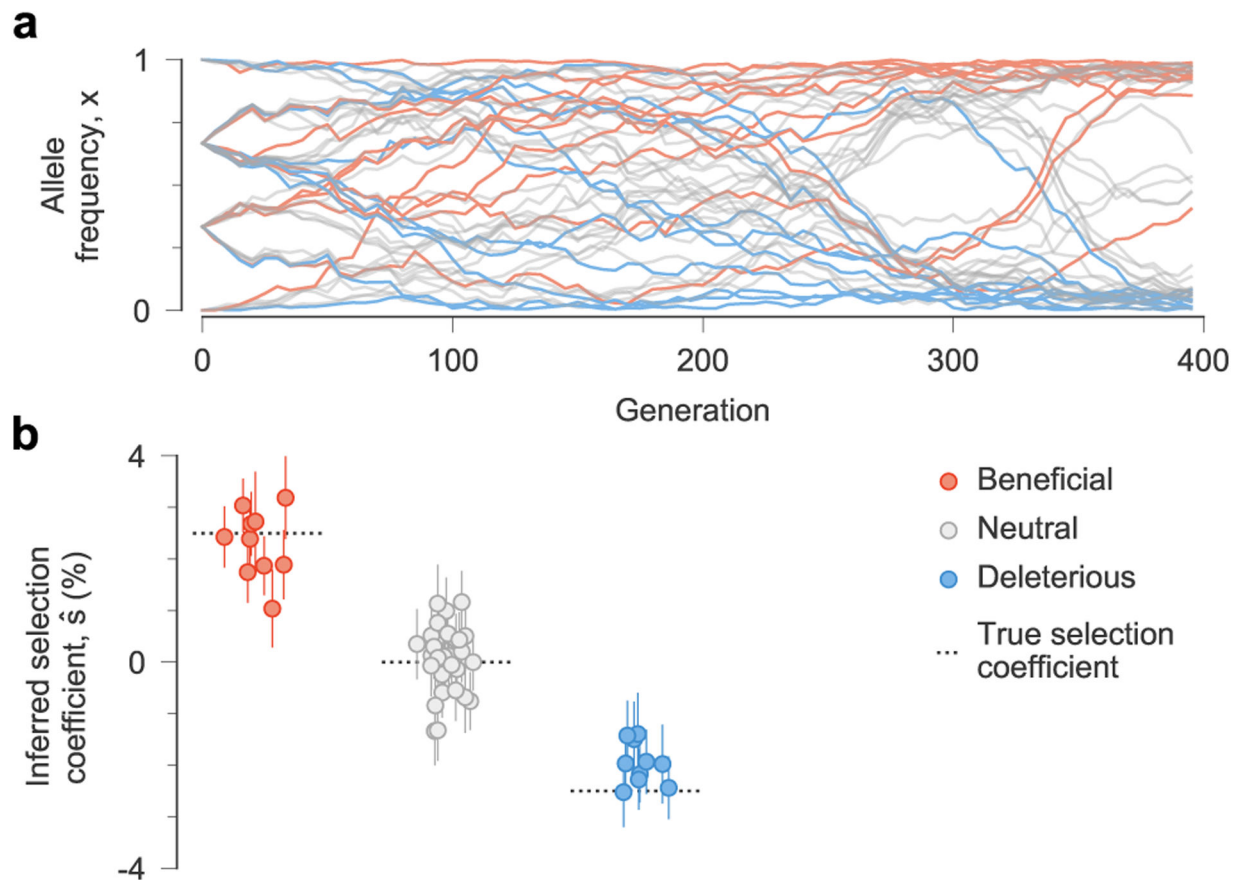 a
1
0
Allele
frequency, x
0
100
200
300
400
Generation
b
4
0
-4
Inferred selection
coefficient, ŝ (%)
Beneficial
Neutral
Deleterious
True selection
coefficient